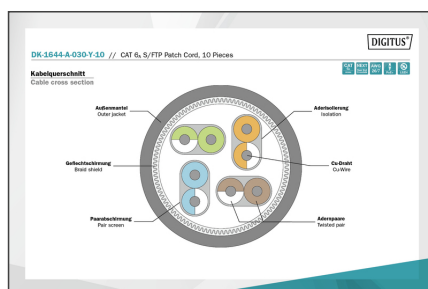 DIGITUS®
DK-1644-A-030-Y-10 // CAT 6A S/FTP Patch Cord, 10 Pieces
Kabelquerschnitt
Cable cross section
Außenmantel
Outer jacket
Aderisolierung
Isolation
Geflechtschirmung
Braid shield
Cu-Draht
Cu-Wire
Paarabschirmung
Pair screen
Aderspaare
Twisted pair